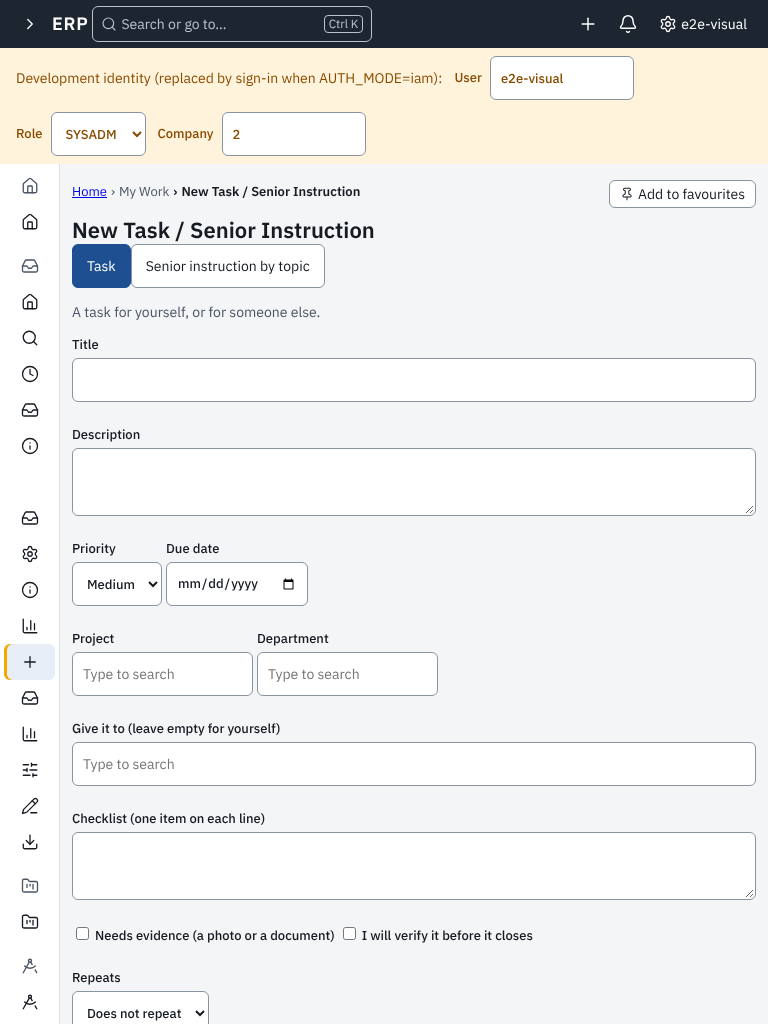 ERP Search or go to... Ctrl K e2e-visual
Development identity (replaced by sign-in when AUTH_MODE=iam): User e2e-visual
Role SYSADM Company 2
Home › My Work › New Task / Senior Instruction Add to favourites
New Task / Senior Instruction
Task Senior instruction by topic
A task for yourself, or for someone else.
Title
Description
Priority Due date
Medium mm/dd/yyyy
Project Department
Type to search Type to search
Give it to (leave empty for yourself)
Type to search
Checklist (one item on each line)
Needs evidence (a photo or a document) I will verify it before it closes
Repeats
Does not repeat